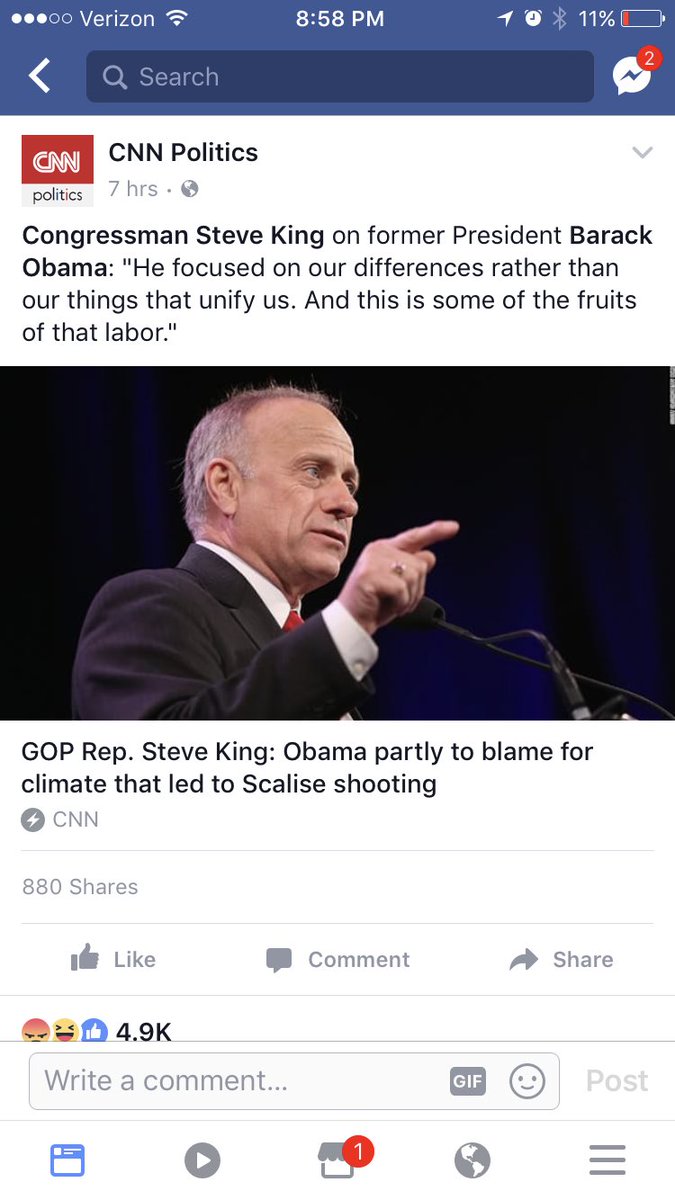 Verizon 8:58 PM 11%
Search 2
CNN
politics
CNN Politics
7 hrs ·
Congressman Steve King on former President Barack
Obama: "He focused on our differences rather than
our things that unify us. And this is some of the fruits
of that labor."
GOP Rep. Steve King: Obama partly to blame for
climate that led to Scalise shooting
CNN
880 Shares
Like Comment Share
4.9K
Write a comment... GIF Post
1